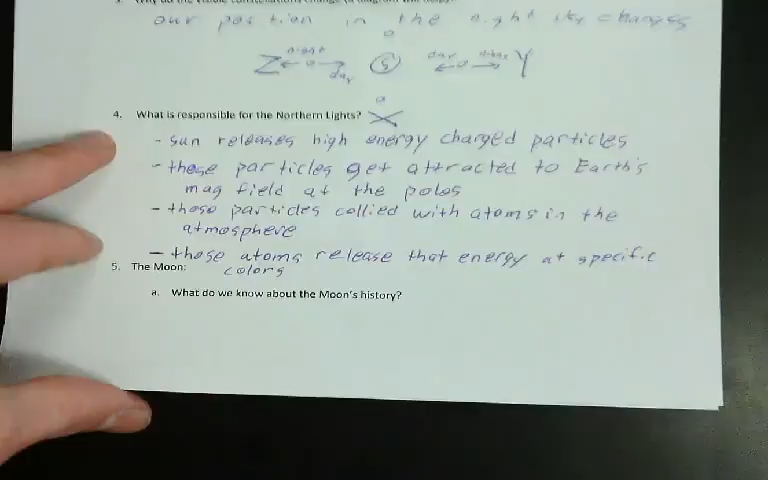 our position in the night sky changes
night
day
day
Z
S
Y
4. What is responsible for the Northern Lights?
X
- sun releases high energy charged particles
- these particles get attracted to Earth's
mag field at the poles
- those particles collied with atoms in the
atmosphere
- those atoms release that energy at specific
colors
5. The Moon:
a. What do we know about the Moon's history?